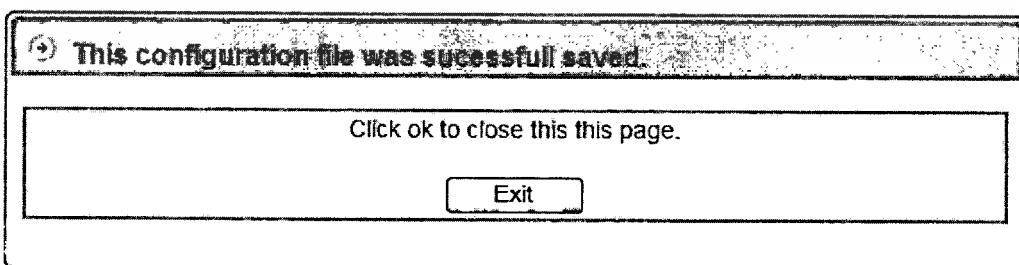 This configuration file was sucessfull saved.
Click ok to close this this page.
Exit